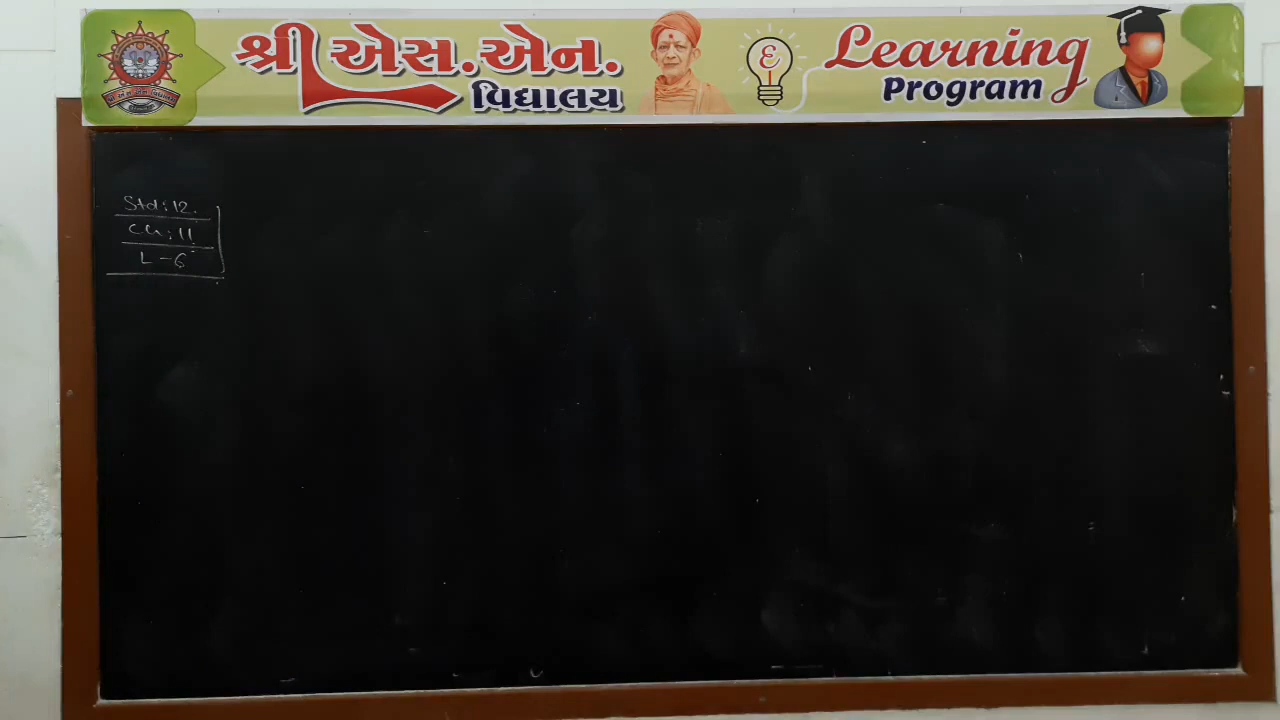 શ્રી એસ.એન.
વિદ્યાલય
ε
Learning
Program
Std: 12.
Ch: 11
L - 6